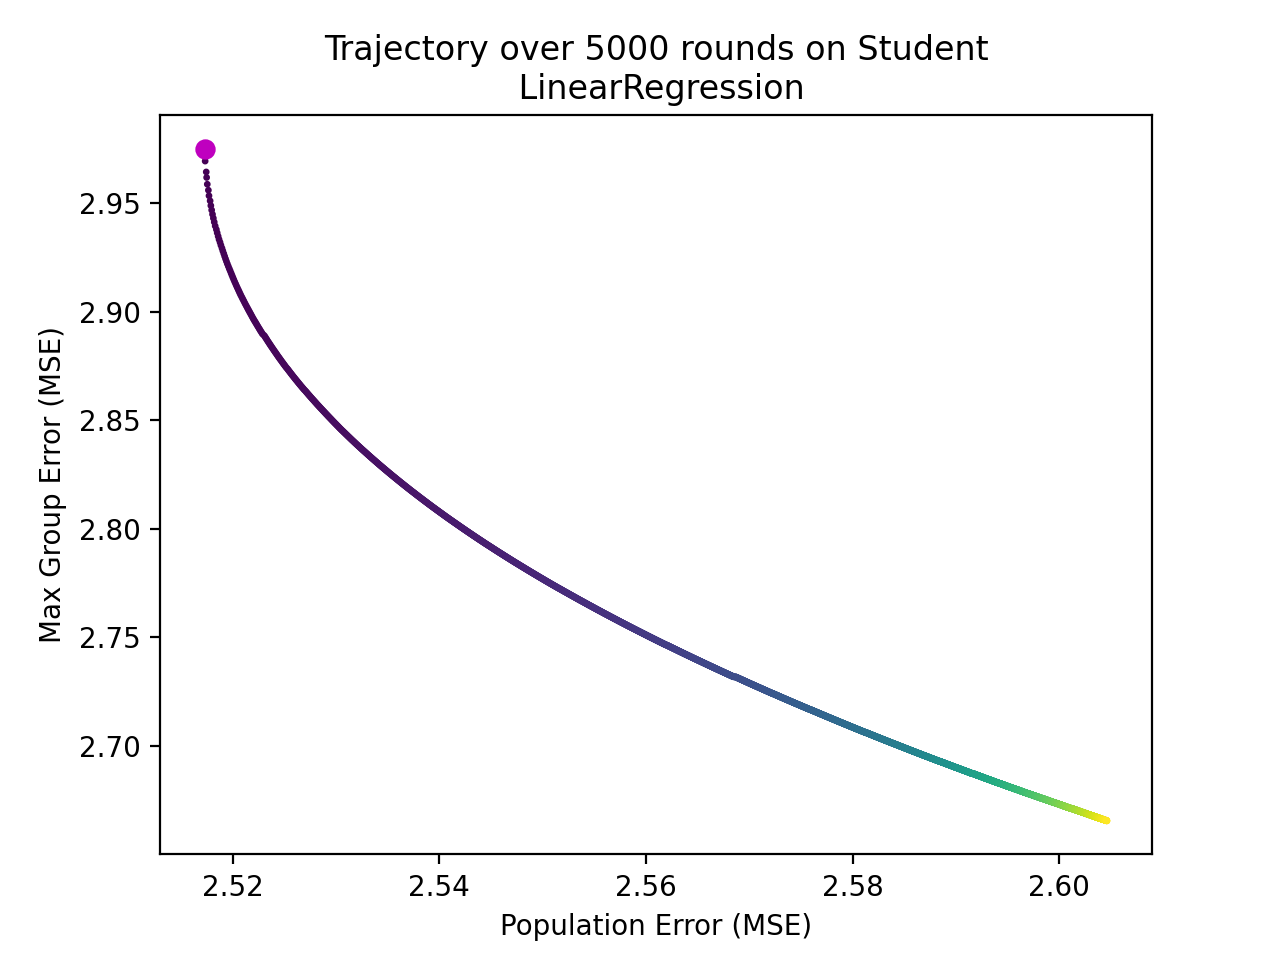 Trajectory over 5000 rounds on Student
LinearRegression
Max Group Error (MSE)
2.95
2.90
2.85
2.80
2.75
2.70
2.52
2.54
2.56
2.58
2.60
Population Error (MSE)